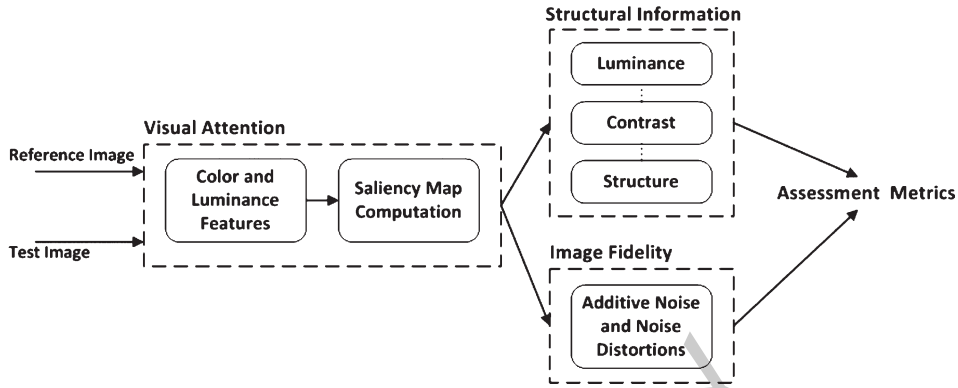 Structural Information
Luminance
Contrast
Structure
Visual Attention
Reference Image
Test Image
Color and
Luminance
Features
Saliency Map
Computation
Assessment Metrics
Image Fidelity
Additive Noise
and Noise
Distortions